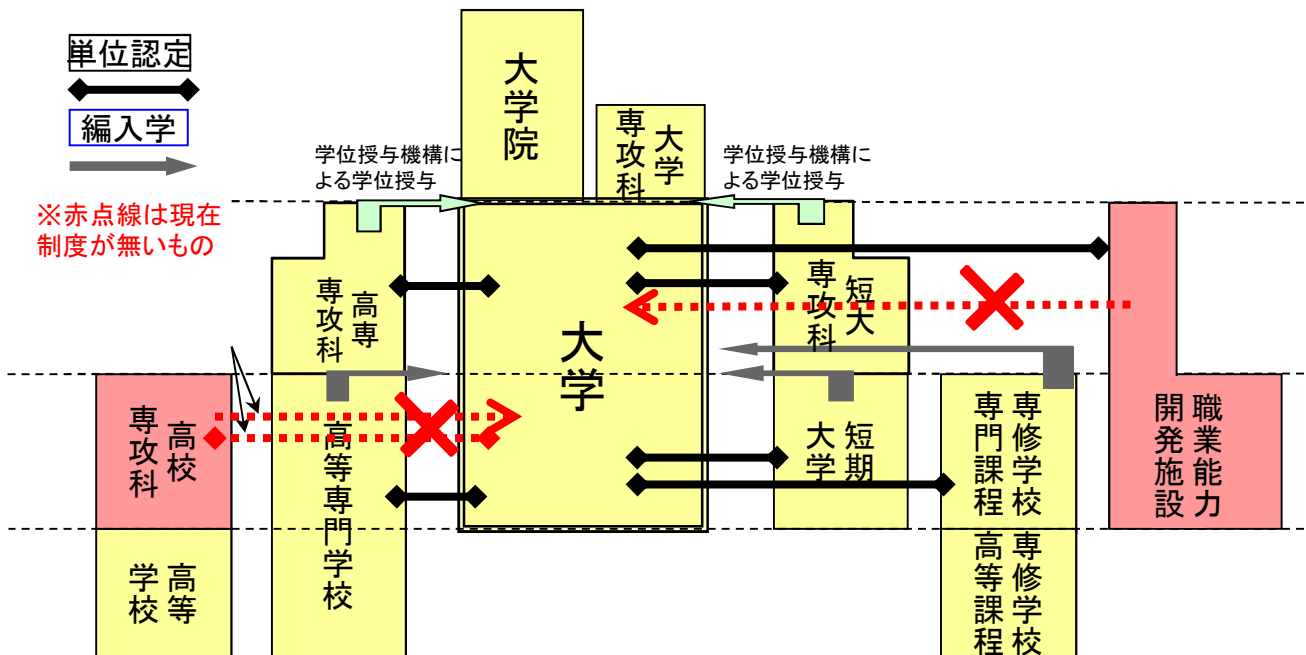 単位認定
編入学
※赤点線は現在
制度が無いもの
学位授与機構に
よる学位授与
大学院
大学
専攻科
学位授与機構に
よる学位授与
高専
専攻科
大学
短大
専攻科
高校
専攻科
高等専門学校
短期
大学
専修学校
専門課程
職業能力
開発施設
高等
学校
専修学校
高等課程